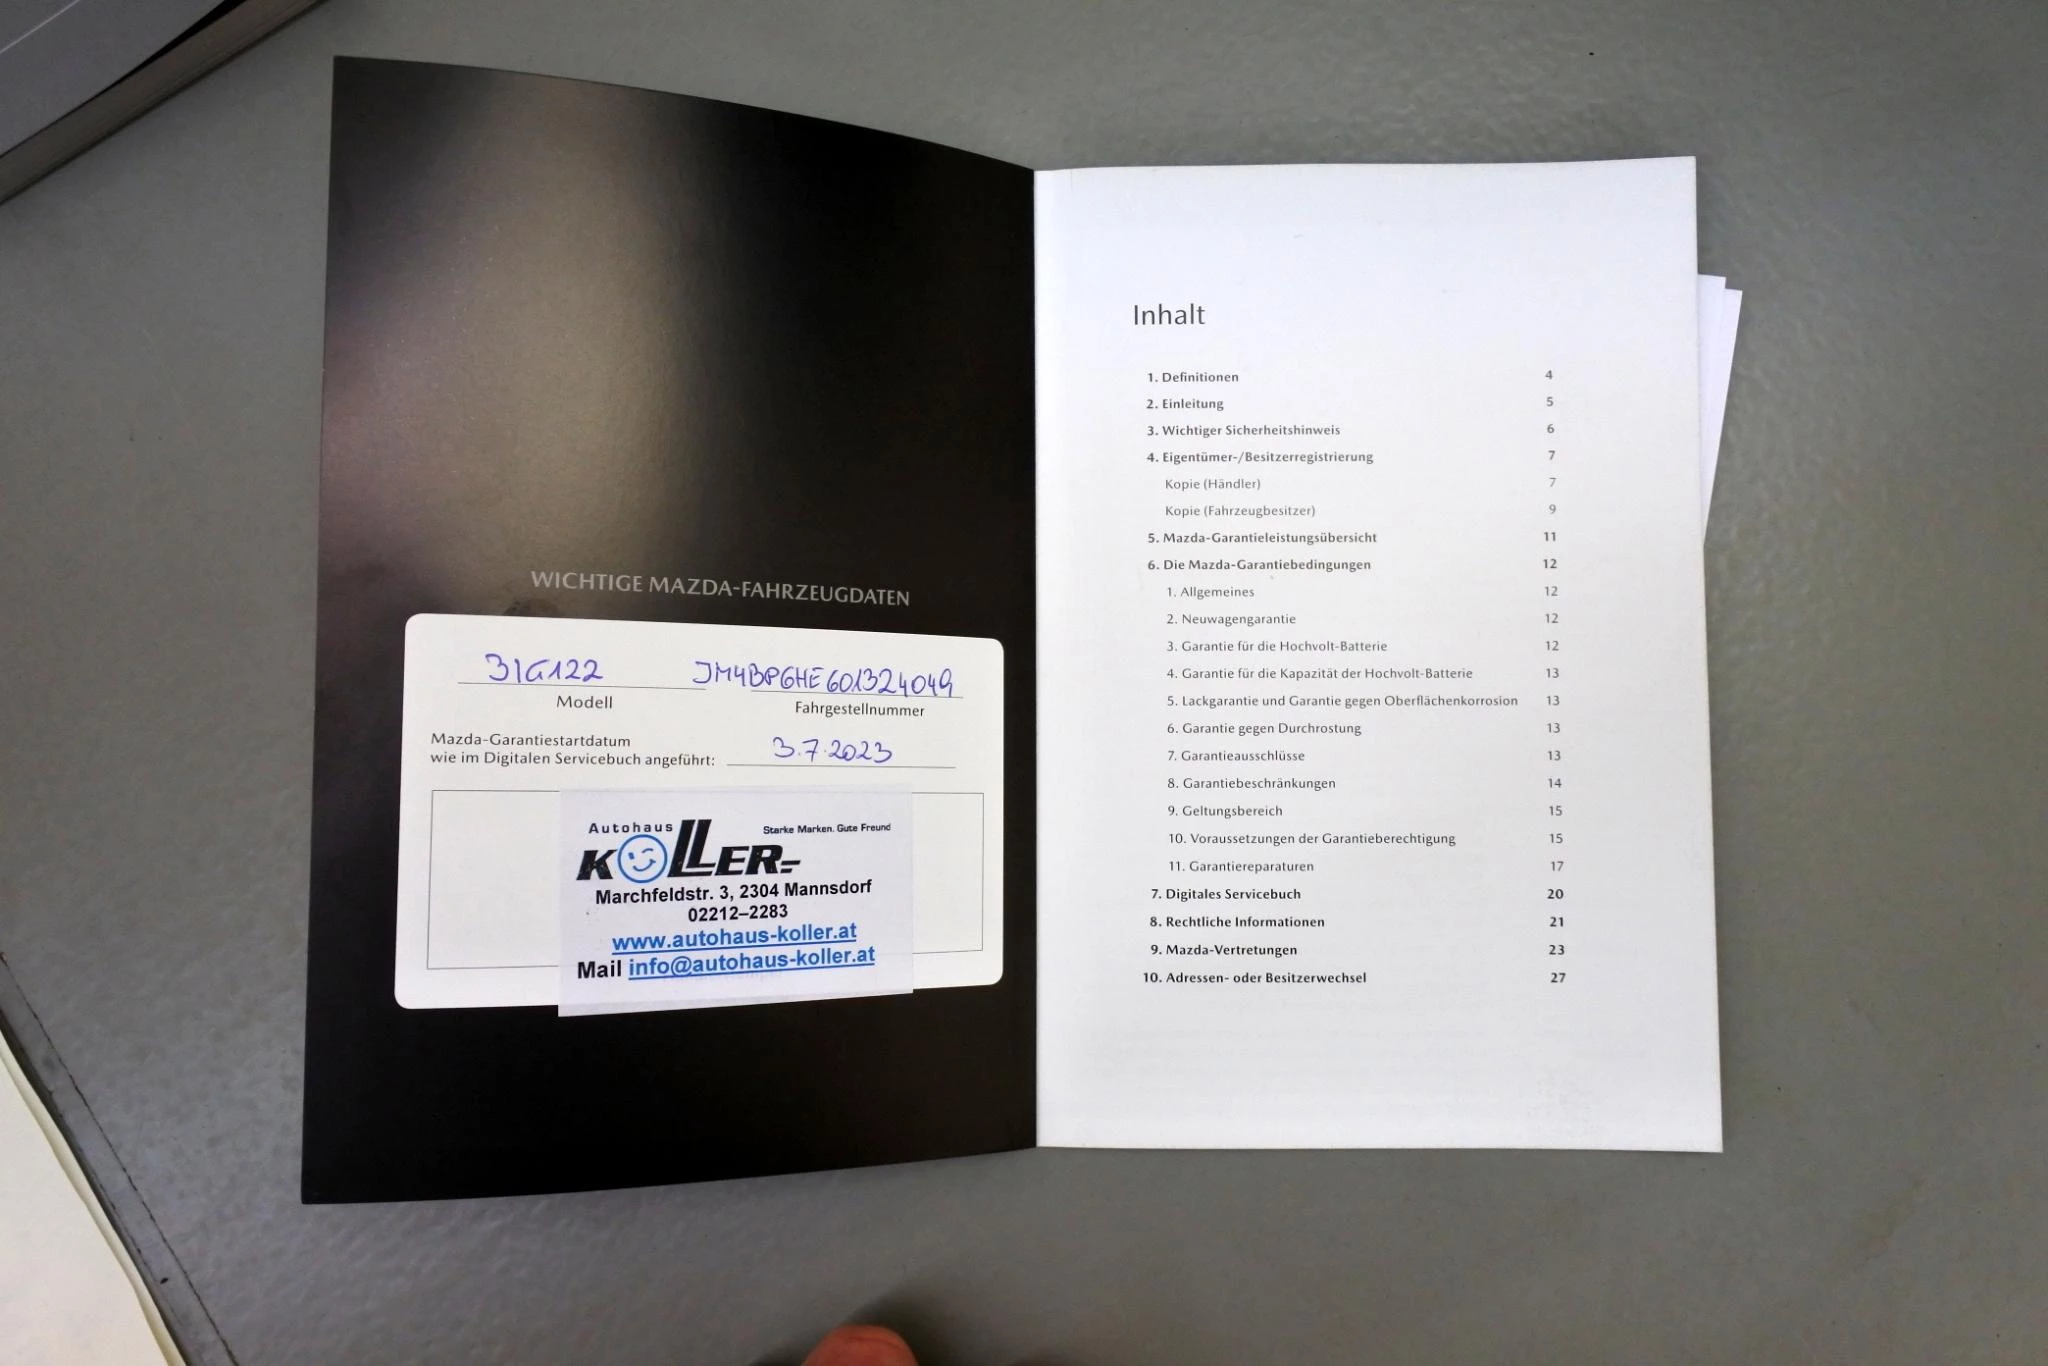 WICHTIGE MAZDA-FAHRZEUGDATEN
3/G122 JM4BPGHE601324049
Modell Fahrgestellnummer
Mazda-Garantiestartdatum
wie im Digitalen Servicebuch angeführt: 3.7.2023
Autohaus Starke Marken. Gute Freund
KOLLER
Marchfeldstr. 3, 2304 Mannsdorf
02212–2283
www.autohaus-koller.at
Mail info@autohaus-koller.at
Inhalt
1. Definitionen 4
2. Einleitung 5
3. Wichtiger Sicherheitshinweis 6
4. Eigentümer-/Besitzerregistrierung 7
Kopie (Händler) 7
Kopie (Fahrzeugbesitzer) 9
5. Mazda-Garantieleistungsübersicht 11
6. Die Mazda-Garantiebedingungen 12
1. Allgemeines 12
2. Neuwagengarantie 12
3. Garantie für die Hochvolt-Batterie 12
4. Garantie für die Kapazität der Hochvolt-Batterie 13
5. Lackgarantie und Garantie gegen Oberflächenkorrosion 13
6. Garantie gegen Durchrostung 13
7. Garantieausschlüsse 13
8. Garantiebeschränkungen 14
9. Geltungsbereich 15
10. Voraussetzungen der Garantieberechtigung 15
11. Garantiereparaturen 17
7. Digitales Servicebuch 20
8. Rechtliche Informationen 21
9. Mazda-Vertretungen 23
10. Adressen- oder Besitzerwechsel 27